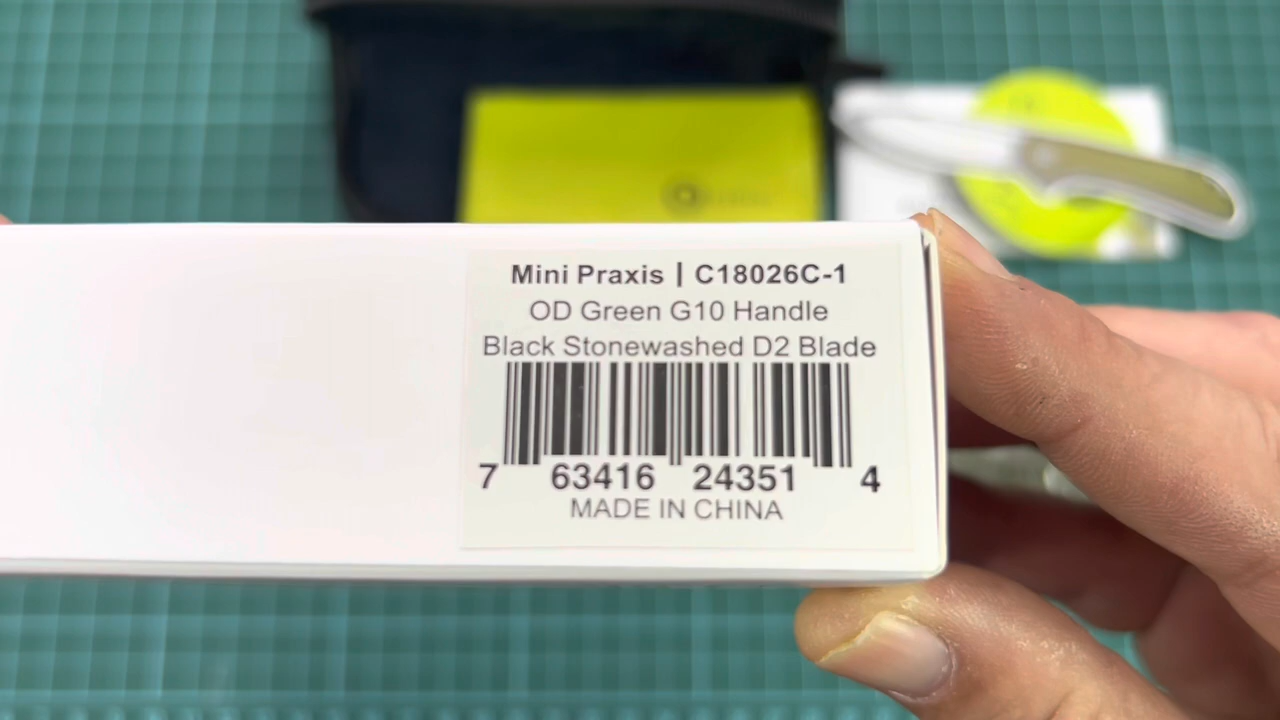 Mini Praxis | C18026C-1
OD Green G10 Handle
Black Stonewashed D2 Blade
7 63416 24351 4
MADE IN CHINA